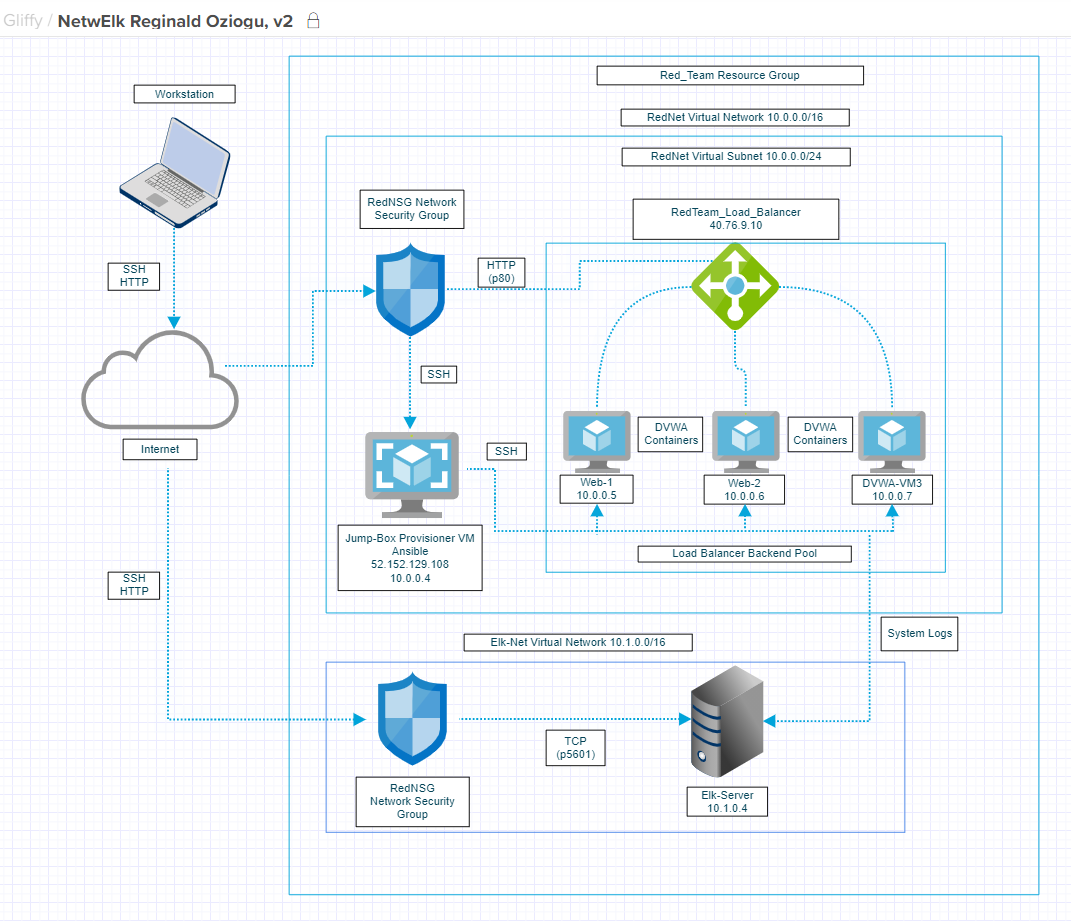 Gliffy / NetwElk Reginald Oziogu, v2
Red_Team Resource Group
Workstation
RedNet Virtual Network 10.0.0.0/16
RedNet Virtual Subnet 10.0.0.0/24
RedNSG Network
Security Group
RedTeam_Load_Balancer
40.76.9.10
SSH
HTTP
HTTP
(p80)
SSH
DVWA
Containers
DVWA
Containers
Internet
SSH
Web-1
10.0.0.5
Web-2
10.0.0.6
DVWA-VM3
10.0.0.7
Jump-Box Provisioner VM
Ansible
52.152.129.108
10.0.0.4
Load Balancer Backend Pool
SSH
HTTP
System Logs
Elk-Net Virtual Network 10.1.0.0/16
TCP
(p5601)
RedNSG
Network Security
Group
Elk-Server
10.1.0.4